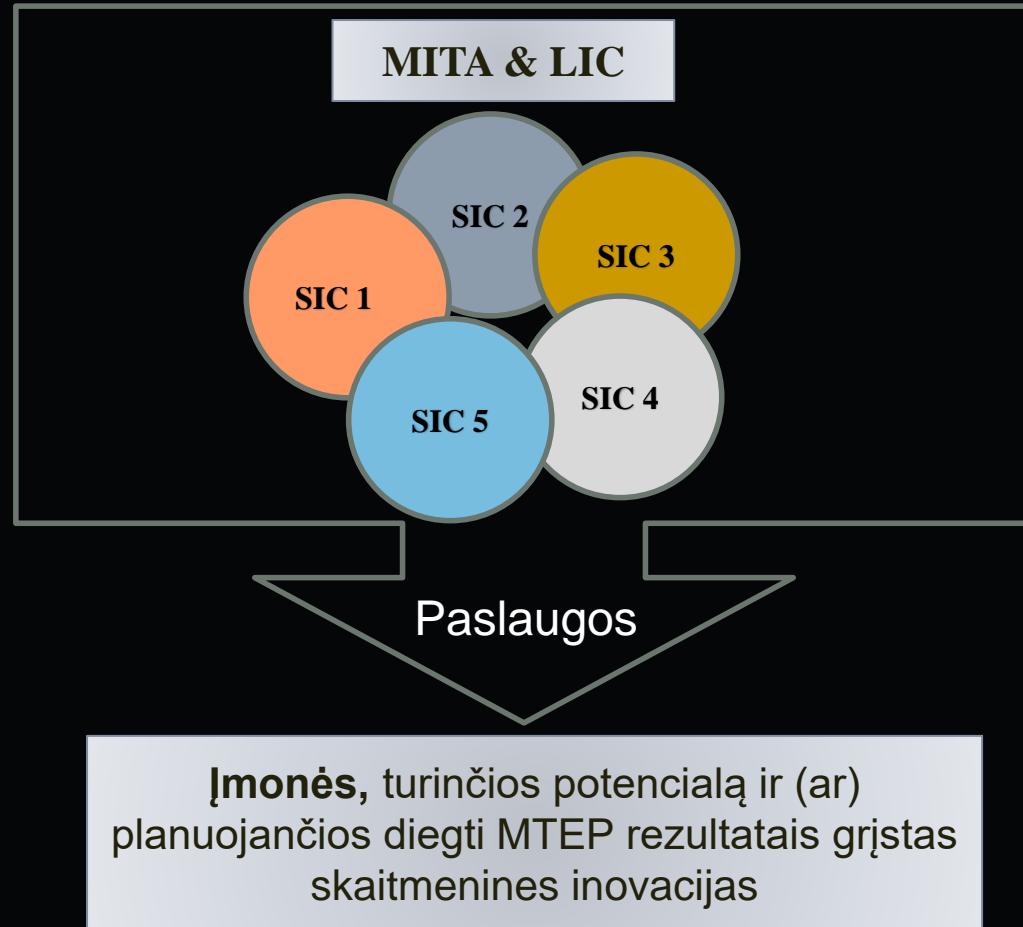 MITA & LIC
SIC 2
SIC 3
SIC 1
SIC 4
SIC 5
Paslaugos
Įmonės, turinčios potencialą ir (ar)
planuojančios diegti MTEP rezultatais grįstas
skaitmenines inovacijas